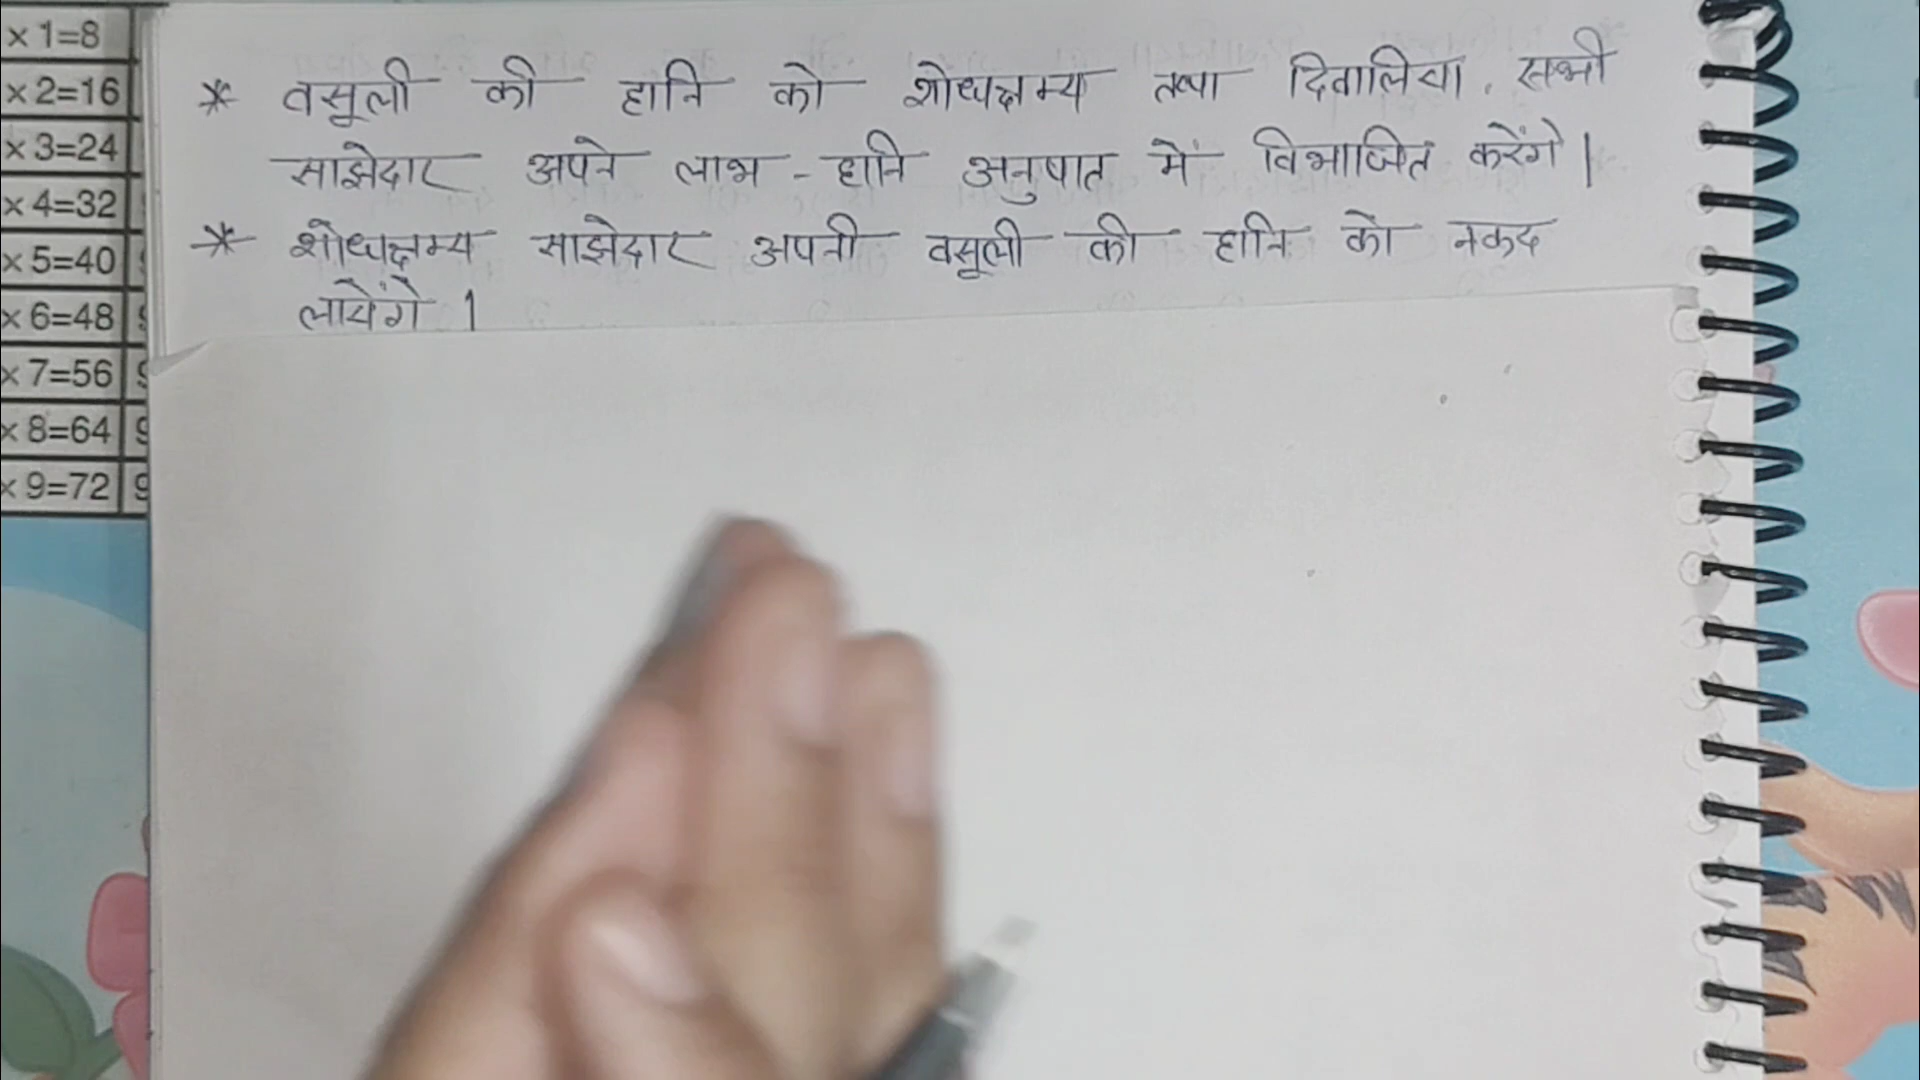 × 1=8
× 2=16
× 3=24
× 4=32
× 5=40
× 6=48
× 7=56
× 8=64
× 9=72
* वसूली की हानि को शोधक्षम्य तथा दिवालिया, सभी
साझेदार अपने लाभ - हानि अनुपात में विभाजित करेंगे |
* शोधक्षम्य साझेदार अपनी वसूली की हानि को नकद
लायेंगे |